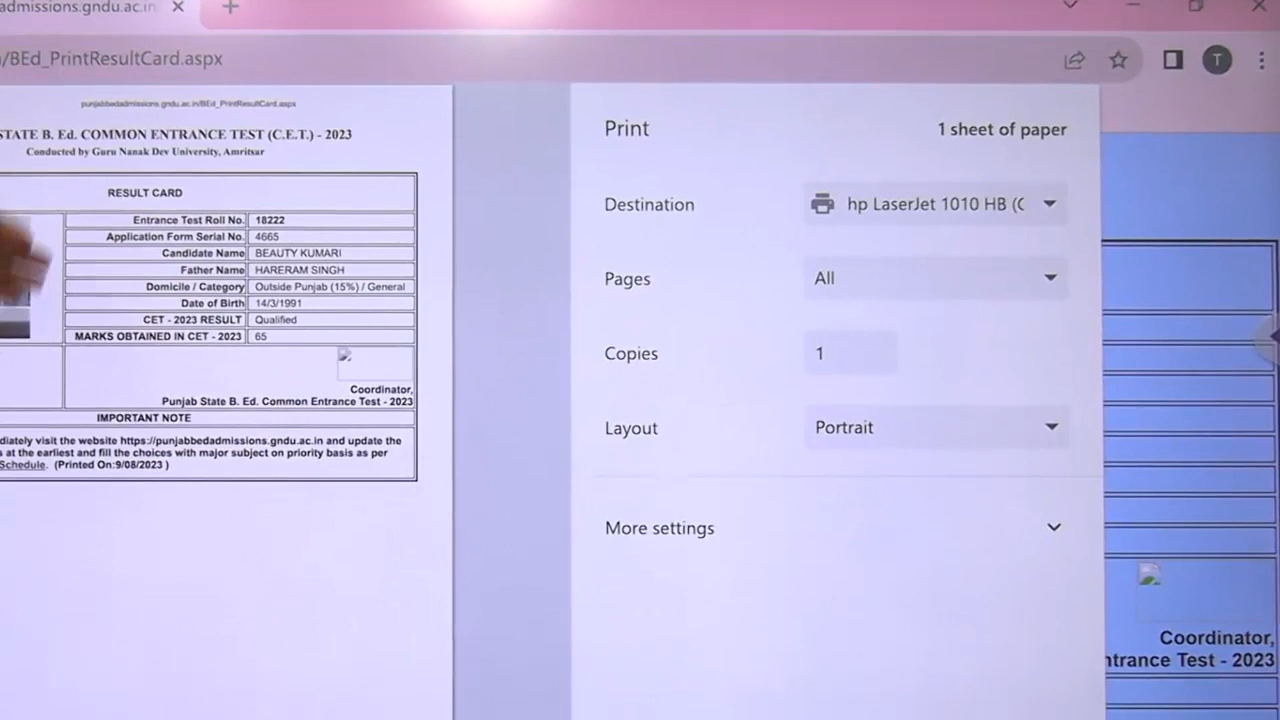 admissions.gndu.ac.in
/BEd_PrintResultCard.aspx
T
punjabbedadmissions.gndu.ac.in/BEd_PrintResultCard.aspx
STATE B. Ed. COMMON ENTRANCE TEST (C.E.T.) - 2023
Conducted by Guru Nanak Dev University, Amritsar
RESULT CARD
Entrance Test Roll No. 18222
Application Form Serial No. 4665
Candidate Name BEAUTY KUMARI
Father Name HARERAM SINGH
Domicile / Category Outside Punjab (15%) / General
Date of Birth 14/3/1991
CET - 2023 RESULT Qualified
MARKS OBTAINED IN CET - 2023 65
Coordinator,
Punjab State B. Ed. Common Entrance Test - 2023
IMPORTANT NOTE
diately visit the website https://punjabbedadmissions.gndu.ac.in and update the
s at the earliest and fill the choices with major subject on priority basis as per
Schedule. (Printed On:9/08/2023 )
Print 1 sheet of paper
Destination hp LaserJet 1010 HB (C
Pages All
Copies 1
Layout Portrait
More settings
Coordinator,
ntrance Test - 2023